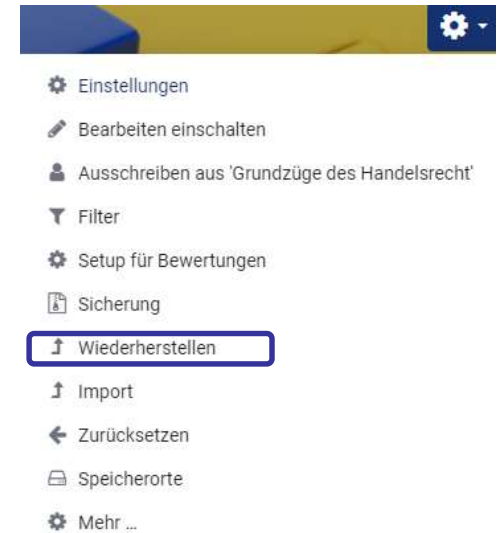 Einstellungen
Bearbeiten einschalten
Ausschreiben aus 'Grundzüge des Handelsrecht'
Filter
Setup für Bewertungen
Sicherung
Wiederherstellen
Import
Zurücksetzen
Speicherorte
Mehr ...